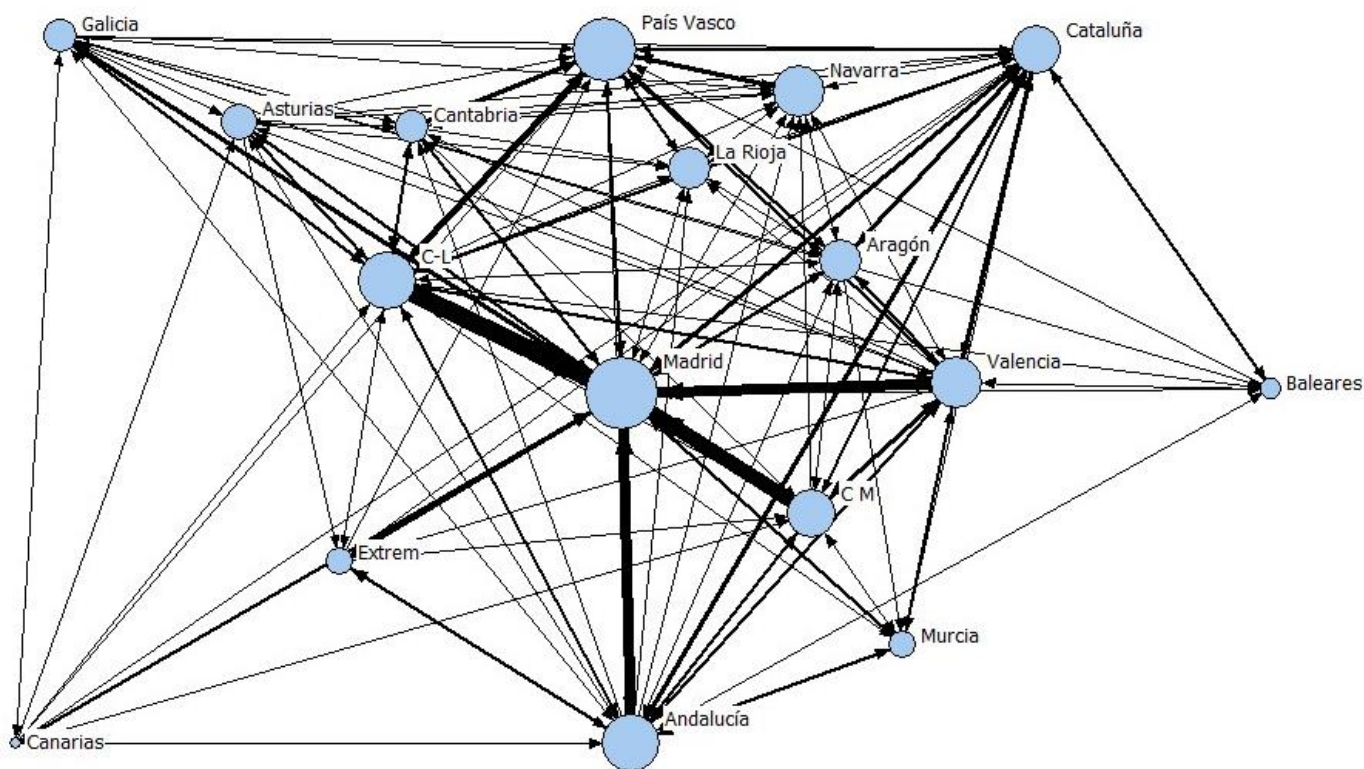 Galicia
País Vasco
Cataluña
Navarra
Asturias
Cantabria
La Rioja
Aragón
C-L
Madrid
Valencia
Baleares
C M
Extrem
Murcia
Andalucía
Canarias